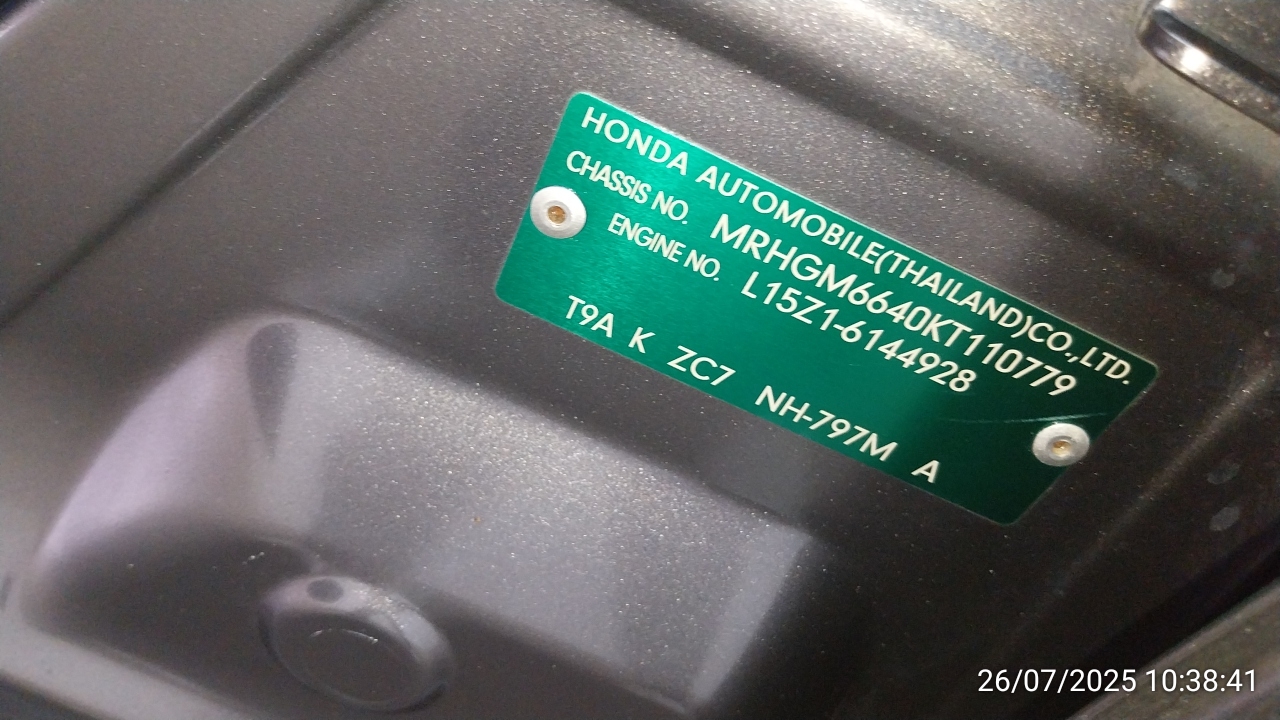 HONDA AUTOMOBILE(THAILAND)CO.,LTD.
CHASSIS NO. MRHGM6640KT110779
ENGINE NO. L15Z1-6144928
T9A K ZC7 NH-797M A
26/07/2025 10:38:41